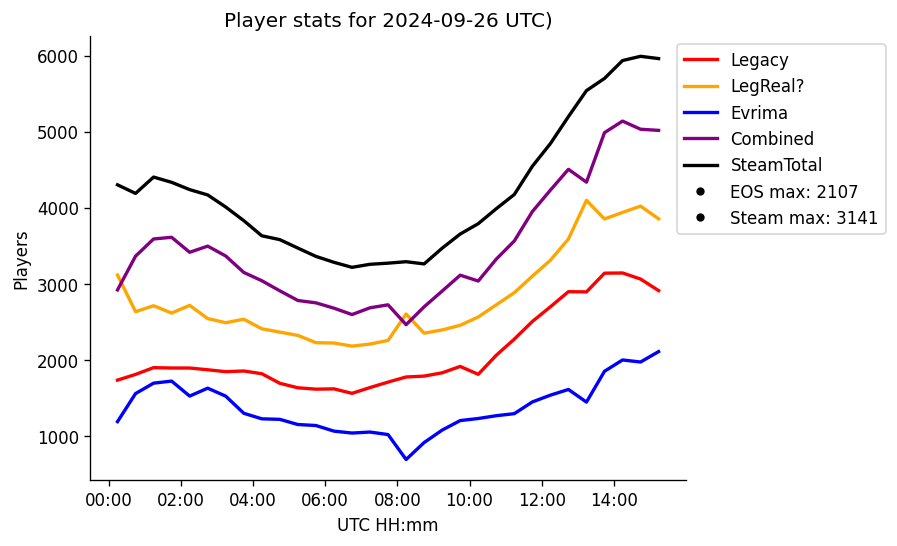 Player stats for 2024-09-26 UTC)
Legacy
LegReal?
Evrima
Combined
SteamTotal
EOS max: 2107
Steam max: 3141
Players
6000
5000
4000
3000
2000
1000
00:00 02:00 04:00 06:00 08:00 10:00 12:00 14:00
UTC HH:mm